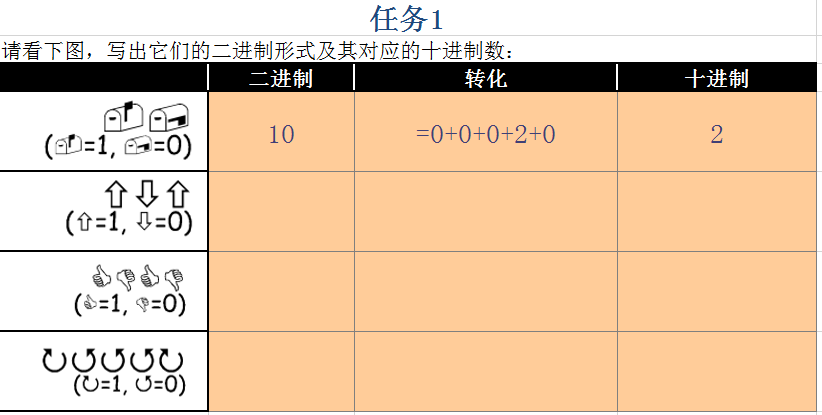 任务1
请看下图，写出它们的二进制形式及其对应的十进制数：
二进制 转化 十进制
(=1, =0) 10 =0+0+0+2+0 2
⇧⇩⇧
(⇧=1, ⇩=0)
👍👎👍👎
(👍=1, 👎=0)
↻↺↺↺↻
(↻=1, ↺=0)